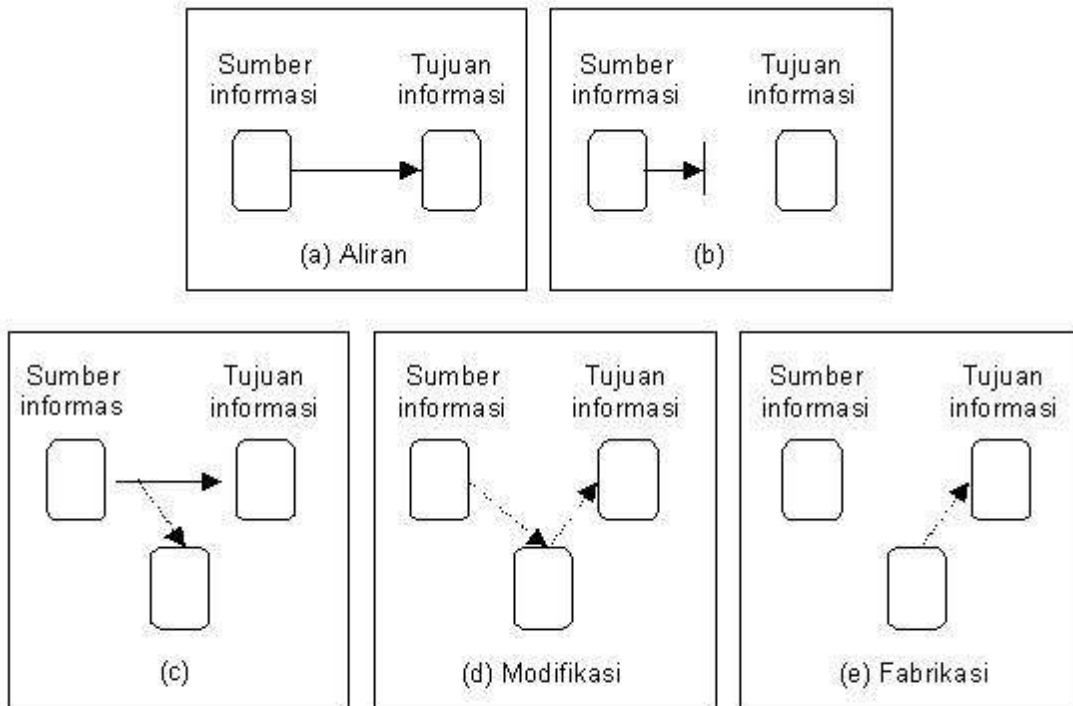 Sumber
informasi
Tujuan
informasi
(a) Aliran
Sumber
informasi
Tujuan
informasi
(b)
Sumber
informas
Tujuan
informasi
(c)
Sumber
informasi
Tujuan
informasi
(d) Modifikasi
Sumber
informasi
Tujuan
informasi
(e) Fabrikasi